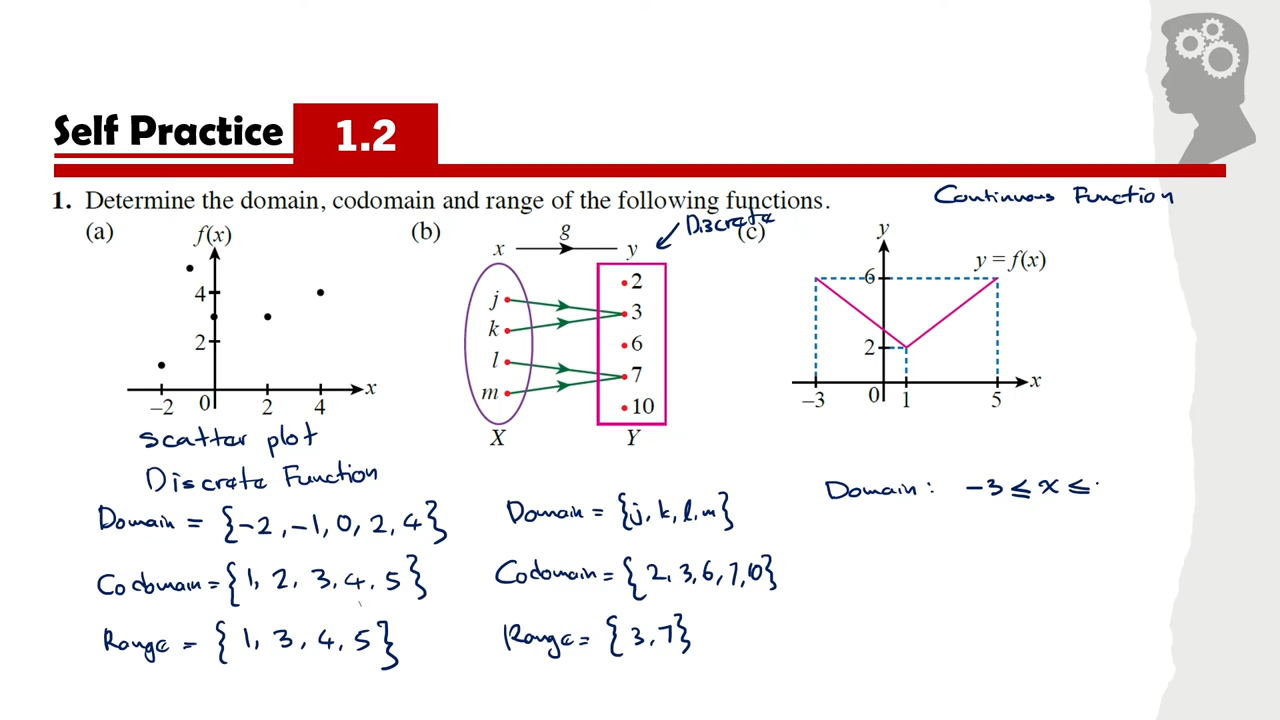 Self Practice 1.2
1. Determine the domain, codomain and range of the following functions.
Continuous Function
(a)
f(x)
4
2
−2 0 2 4 x
Scatter plot
Discrete Function
Domain = {-2, -1, 0, 2, 4}
Codomain = {1, 2, 3, 4, 5}
Range = {1, 3, 4, 5}
(b)
g
x y
Discrete
j
k
l
m
2
3
6
7
10
X Y
Domain = {j, k, l, m}
Codomain = {2, 3, 6, 7, 10}
Range = {3, 7}
(c)
y
y = f(x)
6
2
−3 0 1 5 x
Domain : -3 ≤ x ≤